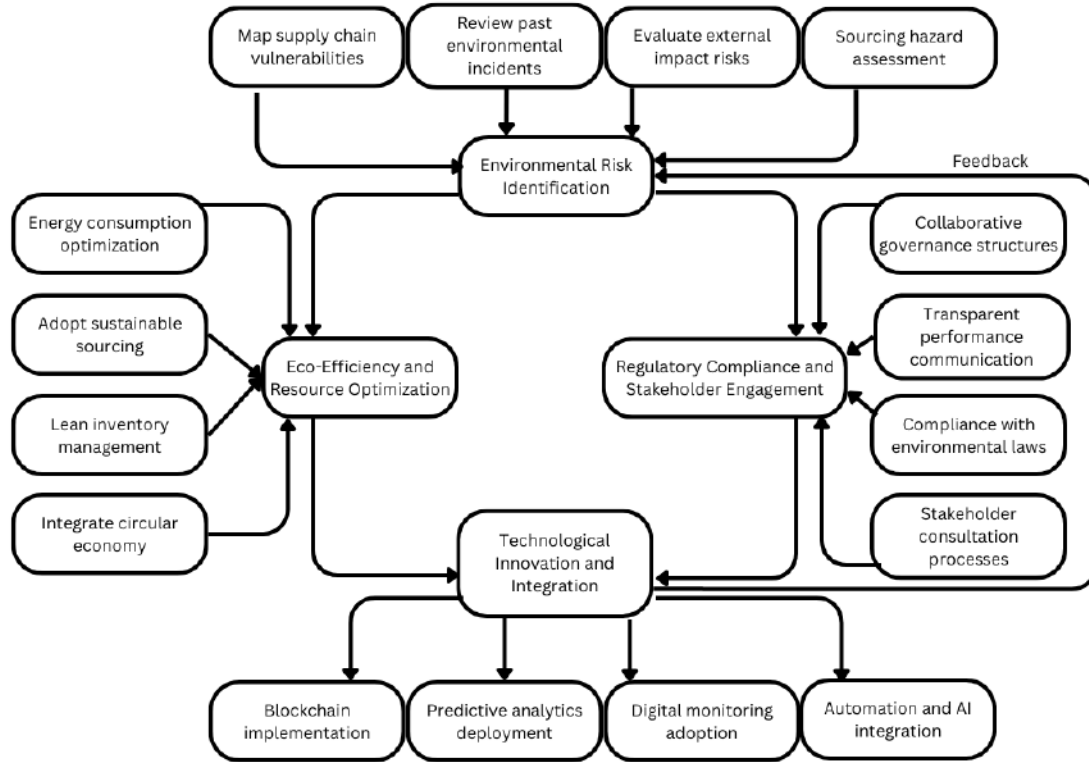 Map supply chain
vulnerabilities
Review past
environmental
incidents
Evaluate external
impact risks
Sourcing hazard
assessment
Environmental Risk
Identification
Feedback
Energy consumption
optimization
Adopt sustainable
sourcing
Lean inventory
management
Integrate circular
economy
Eco-Efficiency and
Resource Optimization
Regulatory Compliance and
Stakeholder Engagement
Collaborative
governance structures
Transparent
performance
communication
Compliance with
environmental laws
Stakeholder
consultation
processes
Technological
Innovation and
Integration
Blockchain
implementation
Predictive analytics
deployment
Digital monitoring
adoption
Automation and AI
integration